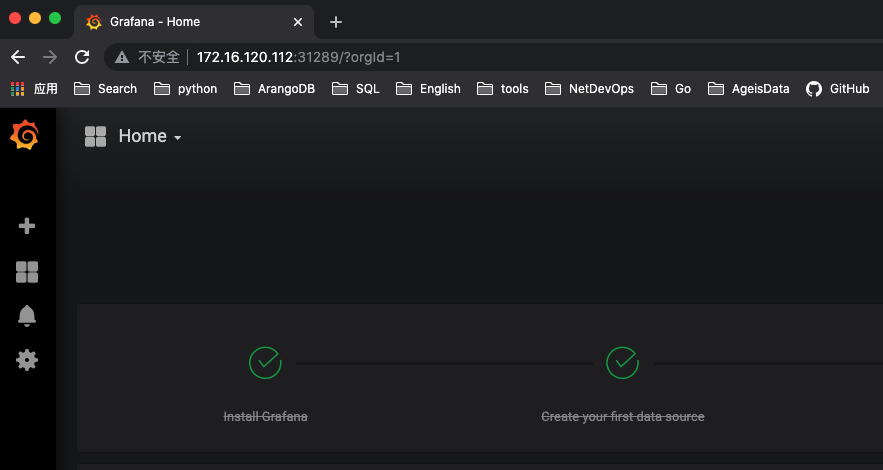 Grafana - Home
不安全 172.16.120.112:31289/?orgId=1
应用 Search python ArangoDB SQL English tools NetDevOps Go AgeisData GitHub
Home
Install Grafana Create your first data source